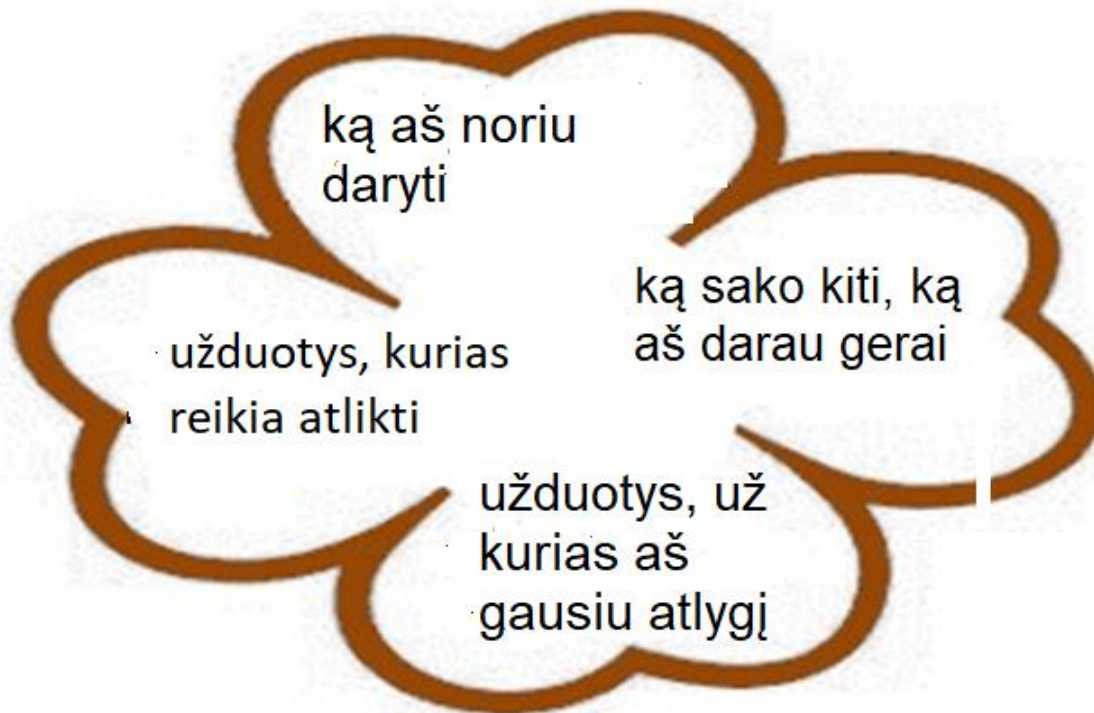 ką aš noriu
daryti
ką sako kiti, ką
aš darau gerai
užduotys, kurias
reikia atlikti
užduotys, už
kurias aš
gausiu atlygį